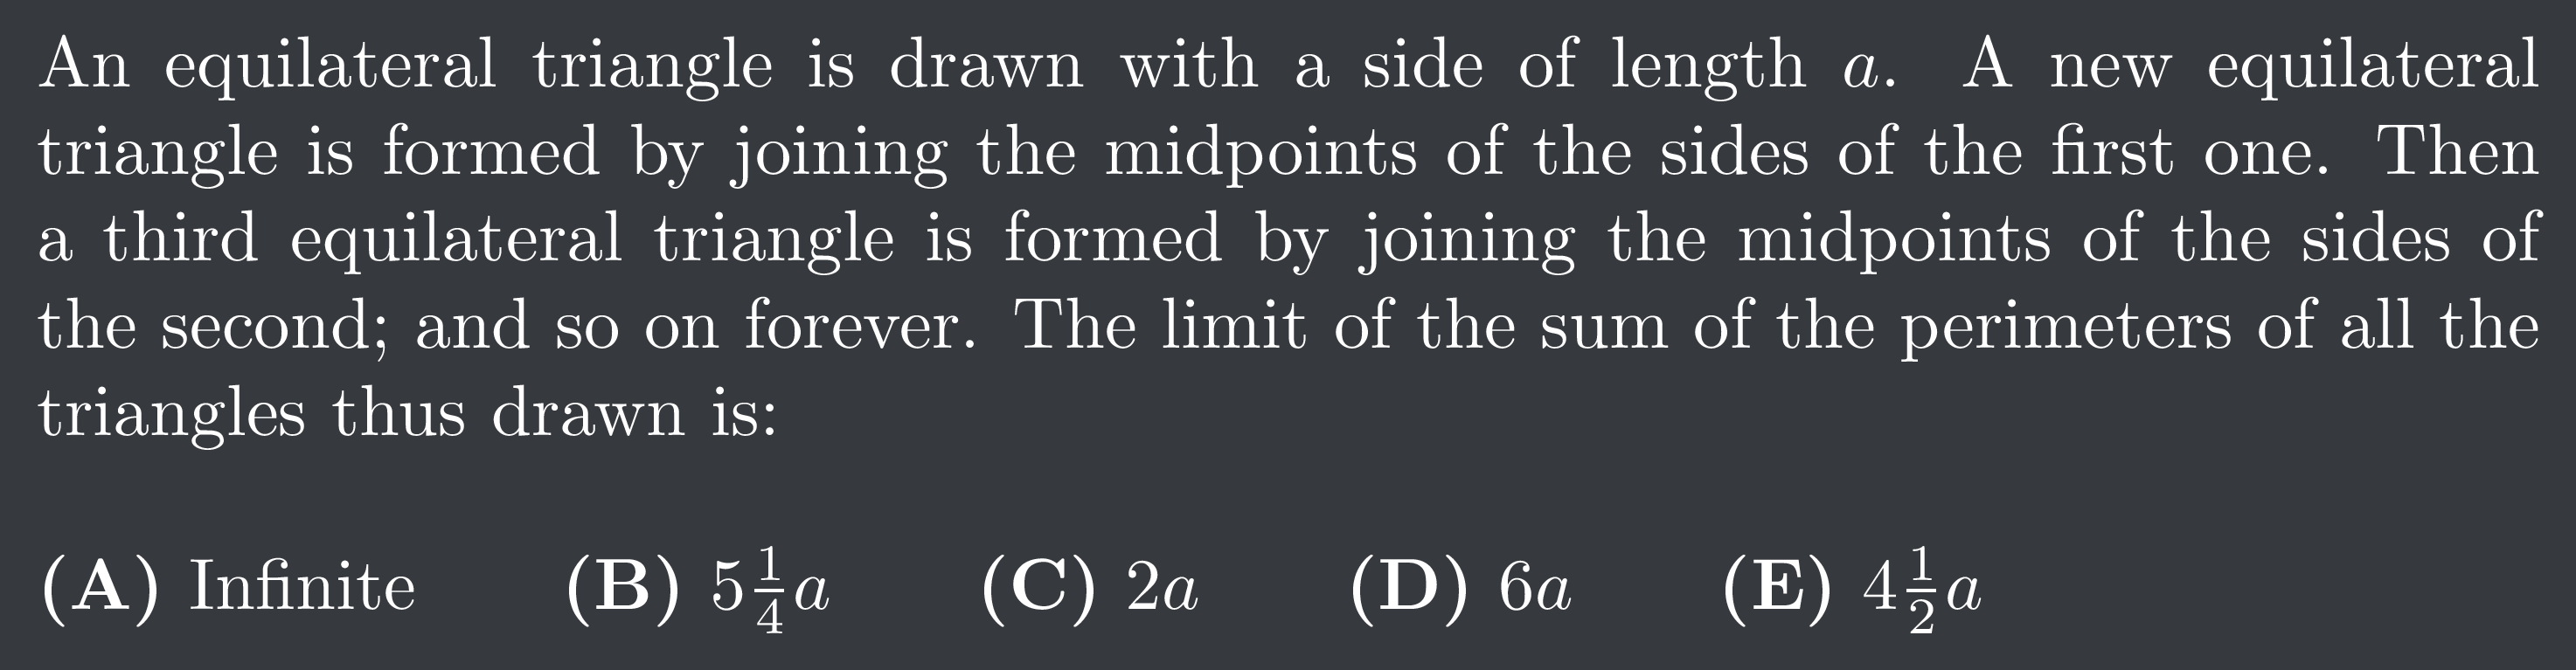 An equilateral triangle is drawn with a side of length a. A new equilateral
triangle is formed by joining the midpoints of the sides of the first one. Then
a third equilateral triangle is formed by joining the midpoints of the sides of
the second; and so on forever. The limit of the sum of the perimeters of all the
triangles thus drawn is:
(A) Infinite (B) 5 1/4 a (C) 2a (D) 6a (E) 4 1/2 a